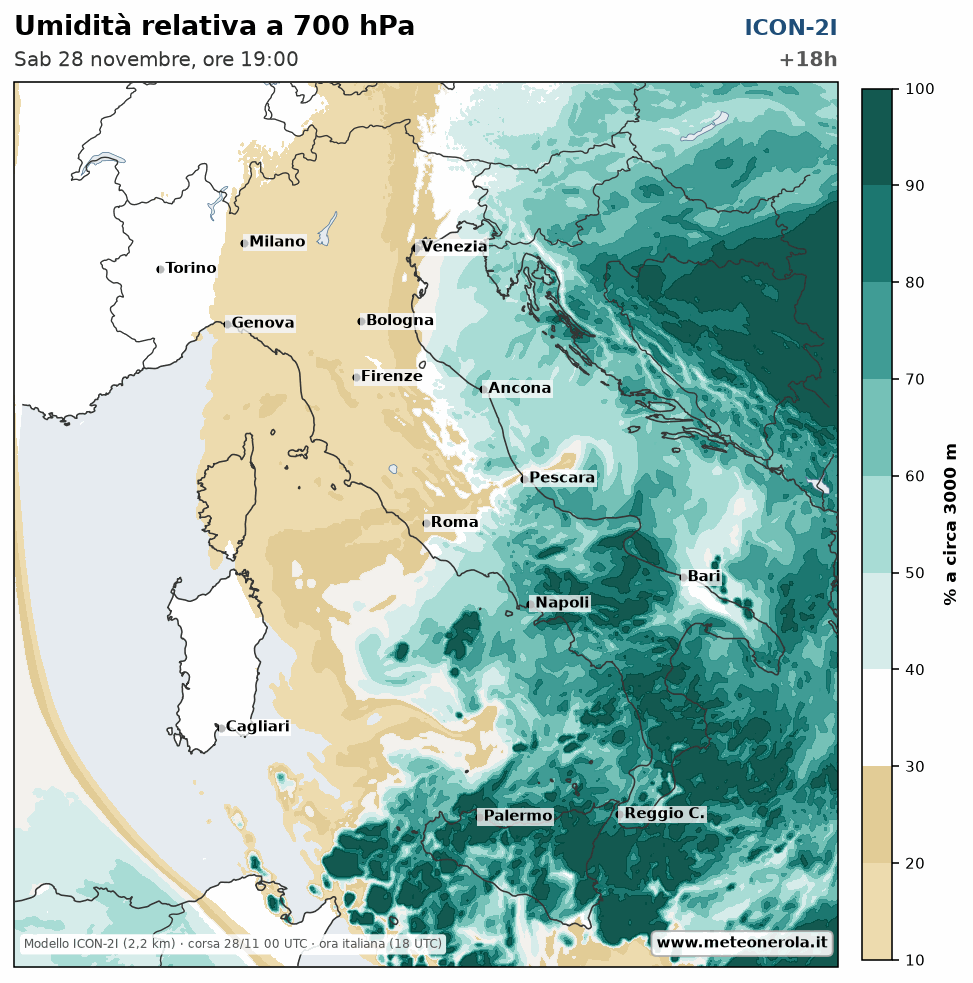 Umidità relativa a 700 hPa
ICON-2I
Sab 28 novembre, ore 19:00
+18h
Milano
Venezia
Torino
Genova
Bologna
Firenze
Ancona
Pescara
Roma
Bari
Napoli
Cagliari
Palermo
Reggio C.
100
90
80
70
60
50
40
30
20
10
% a circa 3000 m
Modello ICON-2I (2,2 km) · corsa 28/11 00 UTC · ora italiana (18 UTC)
www.meteonerola.it